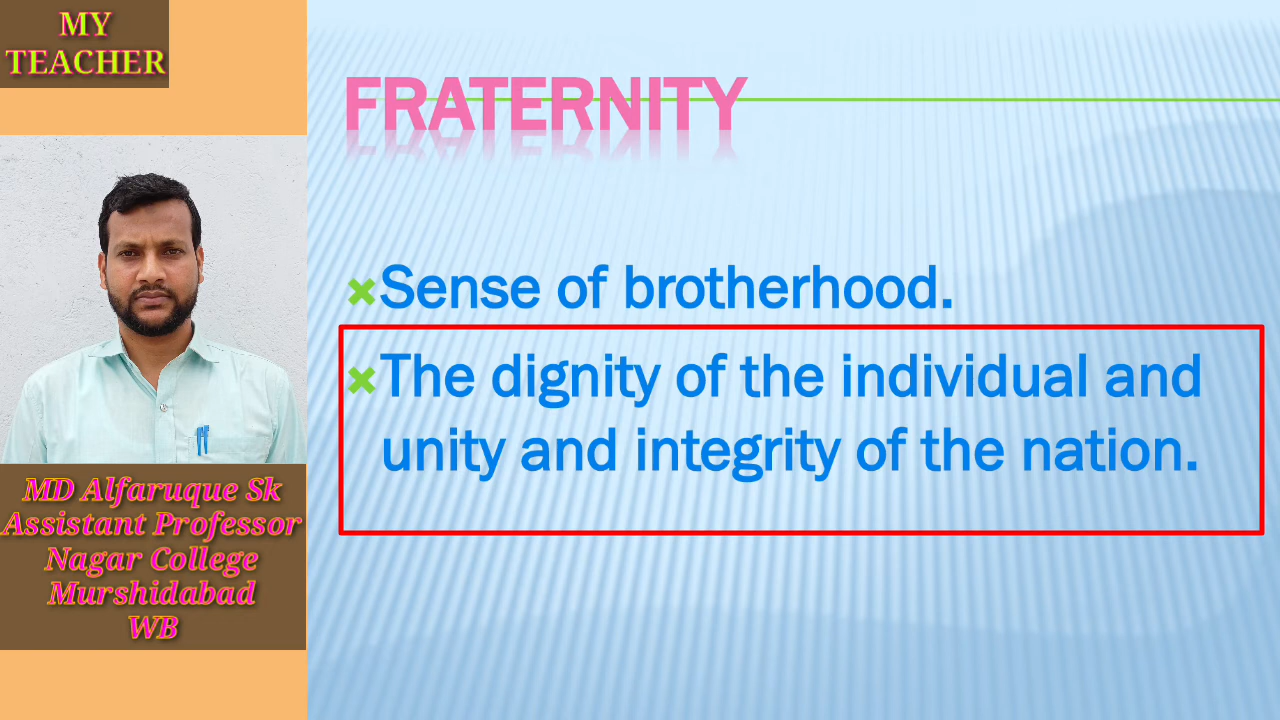 MY
TEACHER
MD Alfaruque Sk
Assistant Professor
Nagar College
Murshidabad
WB
FRATERNITY
Sense of brotherhood.
The dignity of the individual and
unity and integrity of the nation.